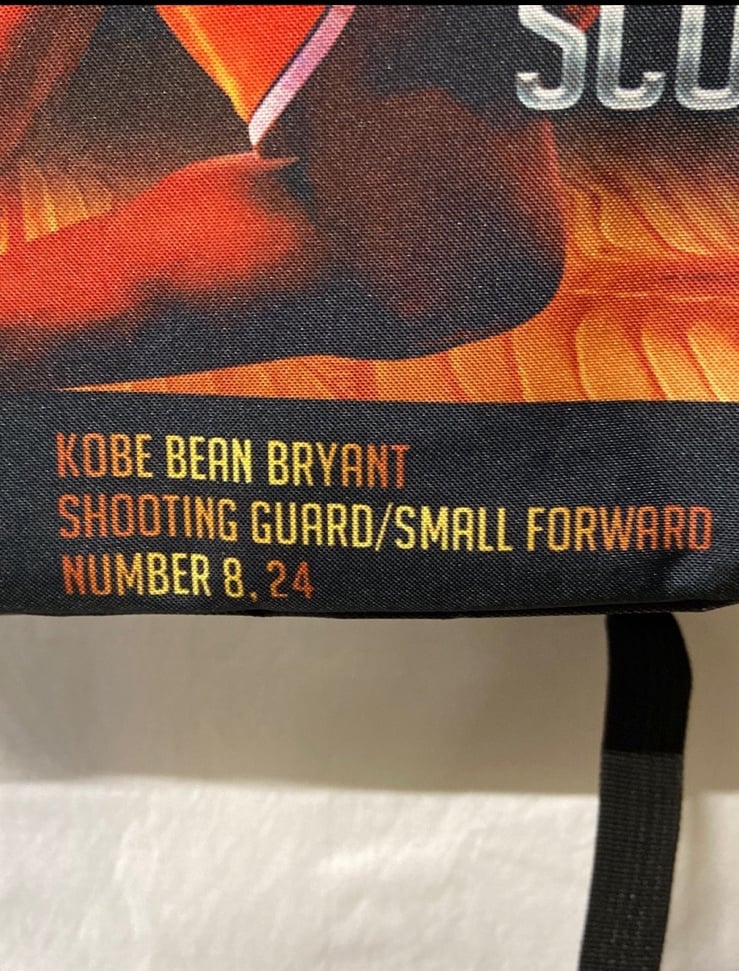 KOBE BEAN BRYANT
SHOOTING GUARD/SMALL FORWARD
NUMBER 8, 24